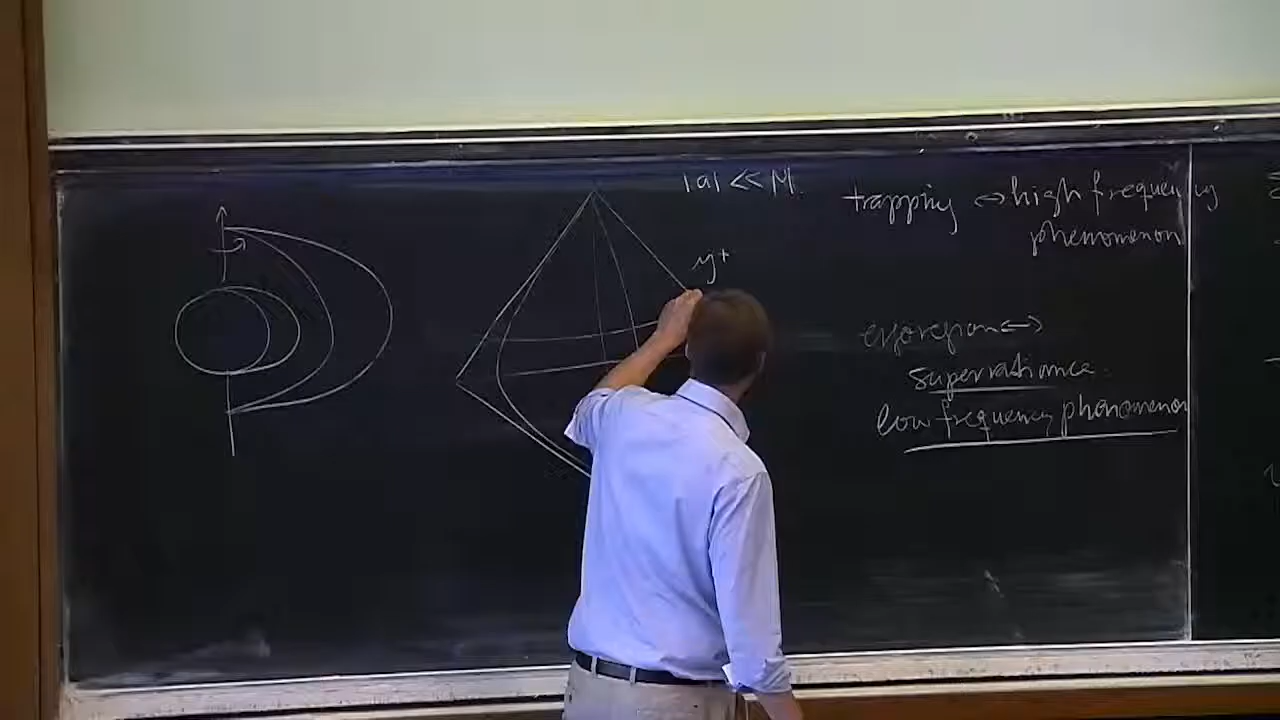 |a| << M.
trapping ↔ high frequency
phenomenon
y+
ergoregion ↔
superradiance.
low frequency phenomenon